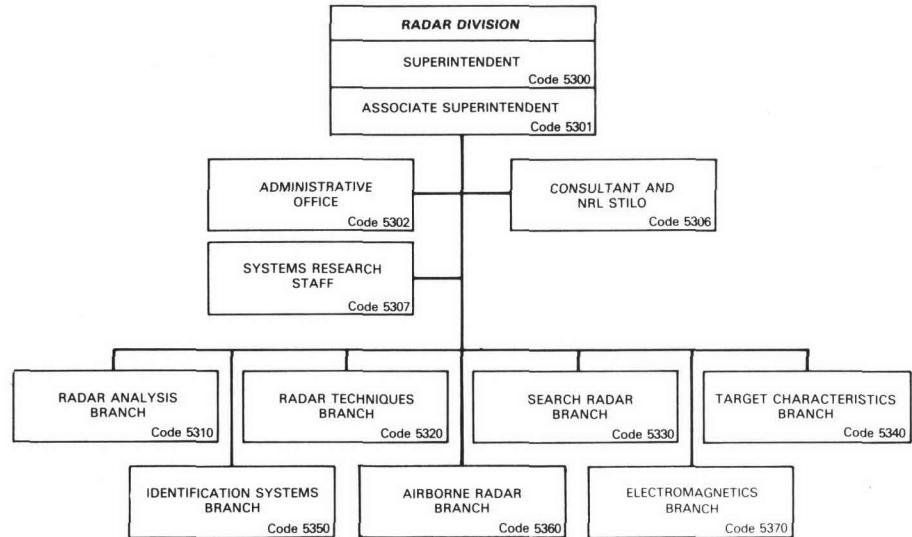 RADAR DIVISION
SUPERINTENDENT
Code 5300
ASSOCIATE SUPERINTENDENT
Code 5301
ADMINISTRATIVE
OFFICE
Code 5302
CONSULTANT AND
NRL STILO
Code 5306
SYSTEMS RESEARCH
STAFF
Code 5307
RADAR ANALYSIS
BRANCH
Code 5310
RADAR TECHNIQUES
BRANCH
Code 5320
SEARCH RADAR
BRANCH
Code 5330
TARGET CHARACTERISTICS
BRANCH
Code 5340
IDENTIFICATION SYSTEMS
BRANCH
Code 5350
AIRBORNE RADAR
BRANCH
Code 5360
ELECTROMAGNETICS
BRANCH
Code 5370